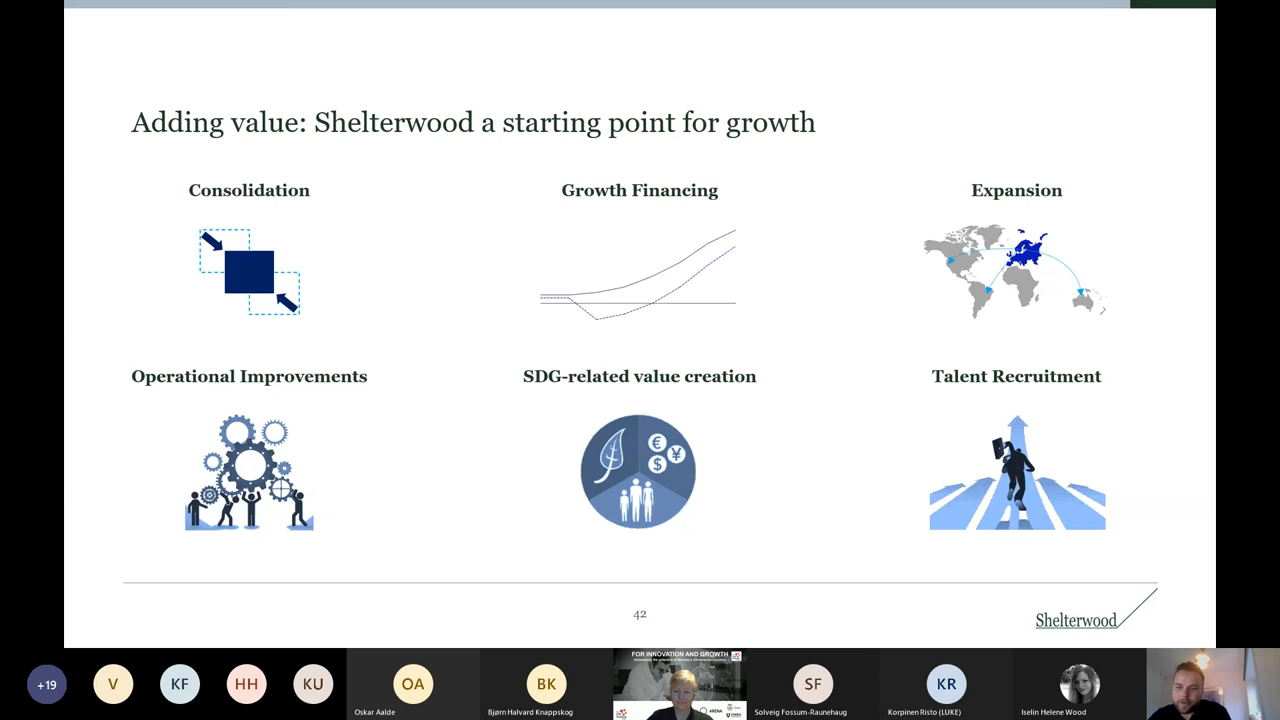 Adding value: Shelterwood a starting point for growth
Consolidation
Growth Financing
Expansion
Operational Improvements
SDG-related value creation
Talent Recruitment
€
¥
$
42
Shelterwood
+19
V
KF
HH
KU
OA
Oskar Aalde
BK
Bjørn Halvard Knappskog
FOR INNOVATION AND GROWTH
ARENA
SF
Solveig Fossum-Raunehaug
KR
Korpinen Risto (LUKE)
Iselin Helene Wood